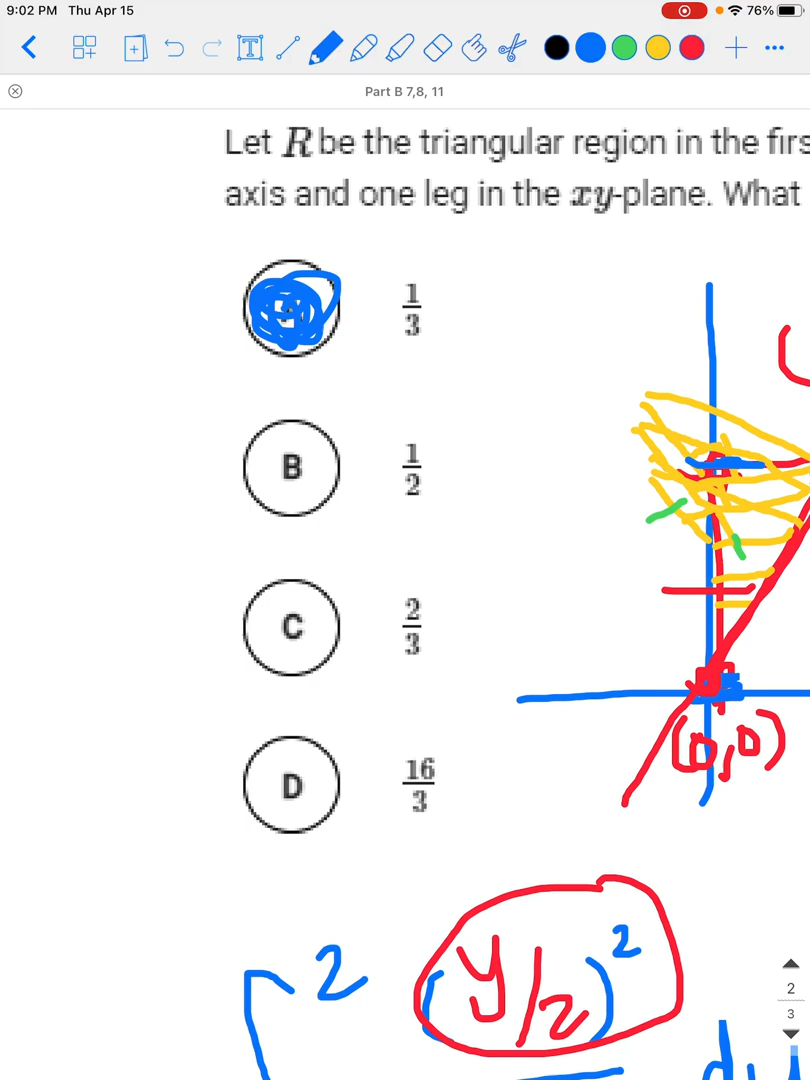 9:02 PM Thu Apr 15 76%
T
Part B 7,8, 11
Let R be the triangular region in the firs
axis and one leg in the xy-plane. What
1/3
B 1/2
C 2/3
D 16/3
(0,0)
2 (y/2)^2
dy
2
3